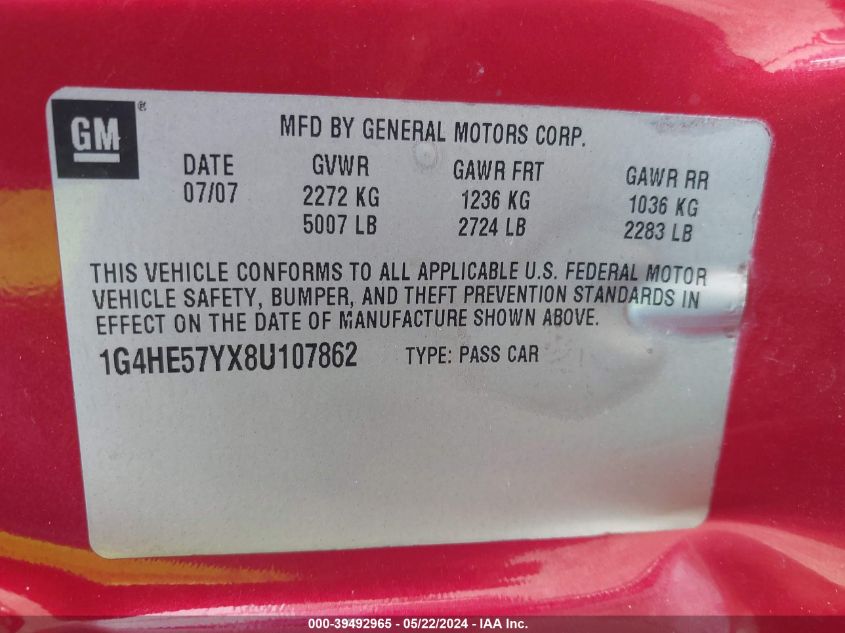 GM ®
MFD BY GENERAL MOTORS CORP.
DATE GVWR GAWR FRT GAWR RR
07/07 2272 KG 1236 KG 1036 KG
5007 LB 2724 LB 2283 LB
THIS VEHICLE CONFORMS TO ALL APPLICABLE U.S. FEDERAL MOTOR
VEHICLE SAFETY, BUMPER, AND THEFT PREVENTION STANDARDS IN
EFFECT ON THE DATE OF MANUFACTURE SHOWN ABOVE.
1G4HE57YX8U107862 TYPE: PASS CAR
000-39492965 - 05/22/2024 - IAA Inc.